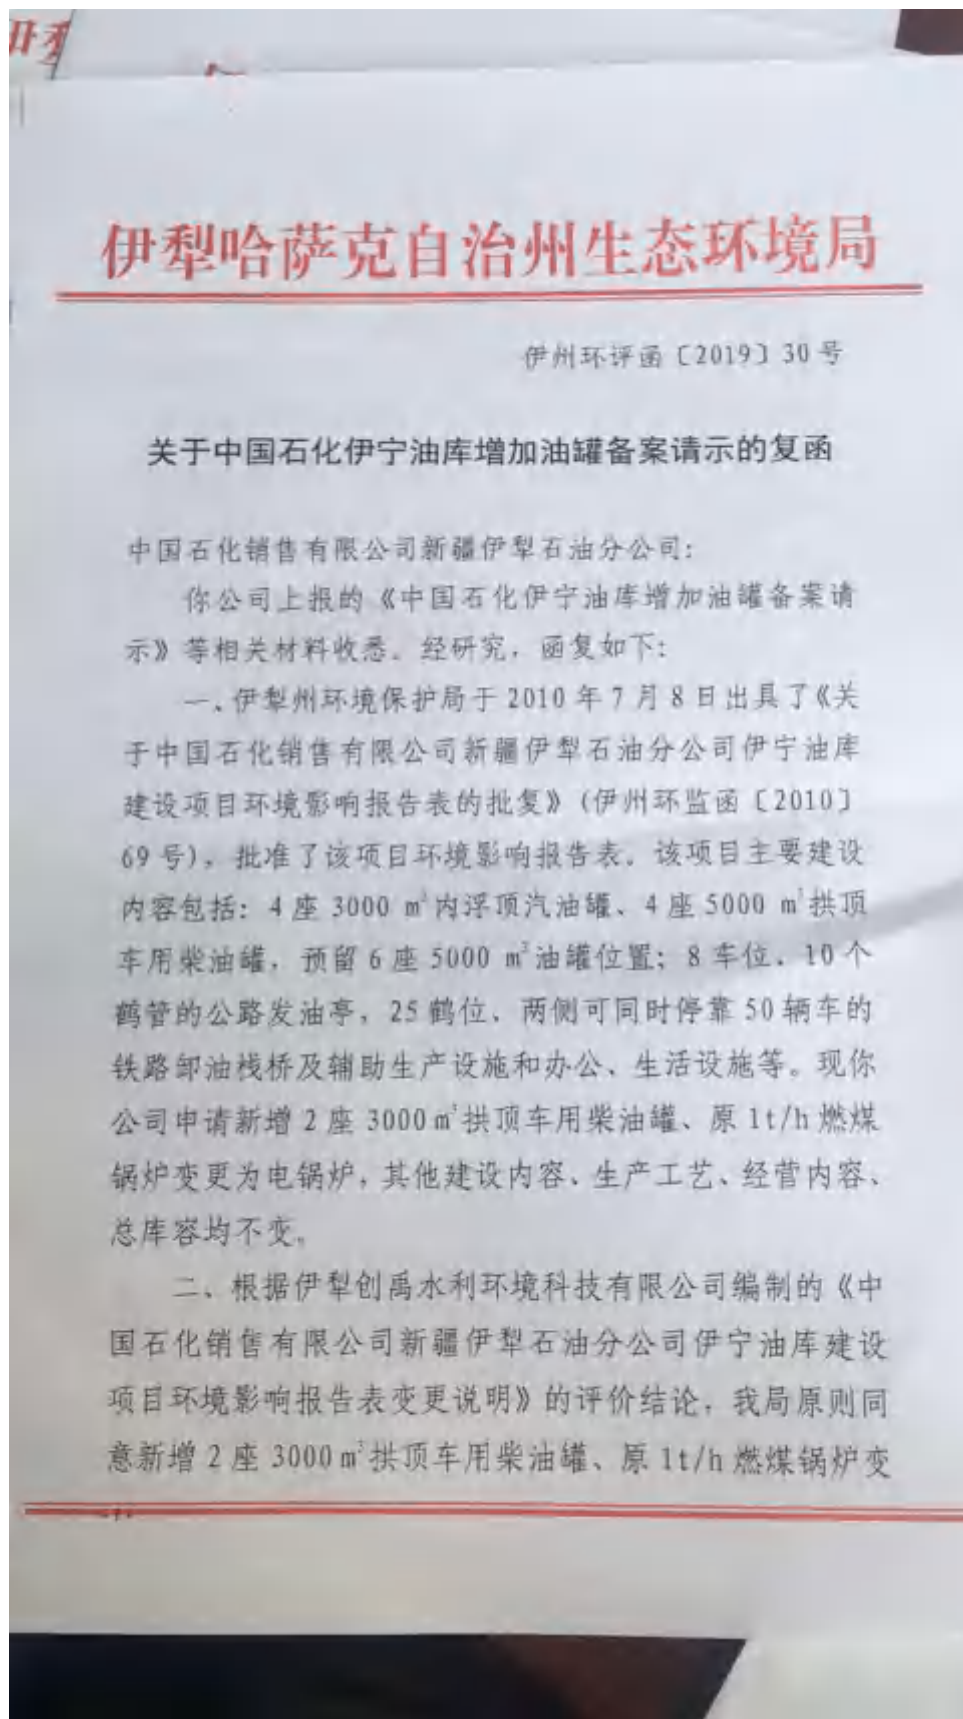 伊犁
伊犁哈萨克自治州生态环境局
伊州环评函〔2019〕30号
关于中国石化伊宁油库增加油罐备案请示的复函
中国石化销售有限公司新疆伊犁石油分公司：
你公司上报的《中国石化伊宁油库增加油罐备案请
示》等相关材料收悉。经研究，函复如下：
一、伊犁州环境保护局于2010年7月8日出具了《关
于中国石化销售有限公司新疆伊犁石油分公司伊宁油库
建设项目环境影响报告表的批复》（伊州环监函〔2010〕
69号），批准了该项目环境影响报告表。该项目主要建设
内容包括：4座3000 m³内浮顶汽油罐、4座5000 m³拱顶
车用柴油罐，预留6座5000 m³油罐位置；8车位、10个
鹤管的公路发油亭，25鹤位、两侧可同时停靠50辆车的
铁路卸油栈桥及辅助生产设施和办公、生活设施等。现你
公司申请新增2座3000m³拱顶车用柴油罐、原1t/h燃煤
锅炉变更为电锅炉，其他建设内容、生产工艺、经营内容、
总库容均不变。
二、根据伊犁创禹水利环境科技有限公司编制的《中
国石化销售有限公司新疆伊犁石油分公司伊宁油库建设
项目环境影响报告表变更说明》的评价结论，我局原则同
意新增2座3000m³拱顶车用柴油罐、原1t/h燃煤锅炉变